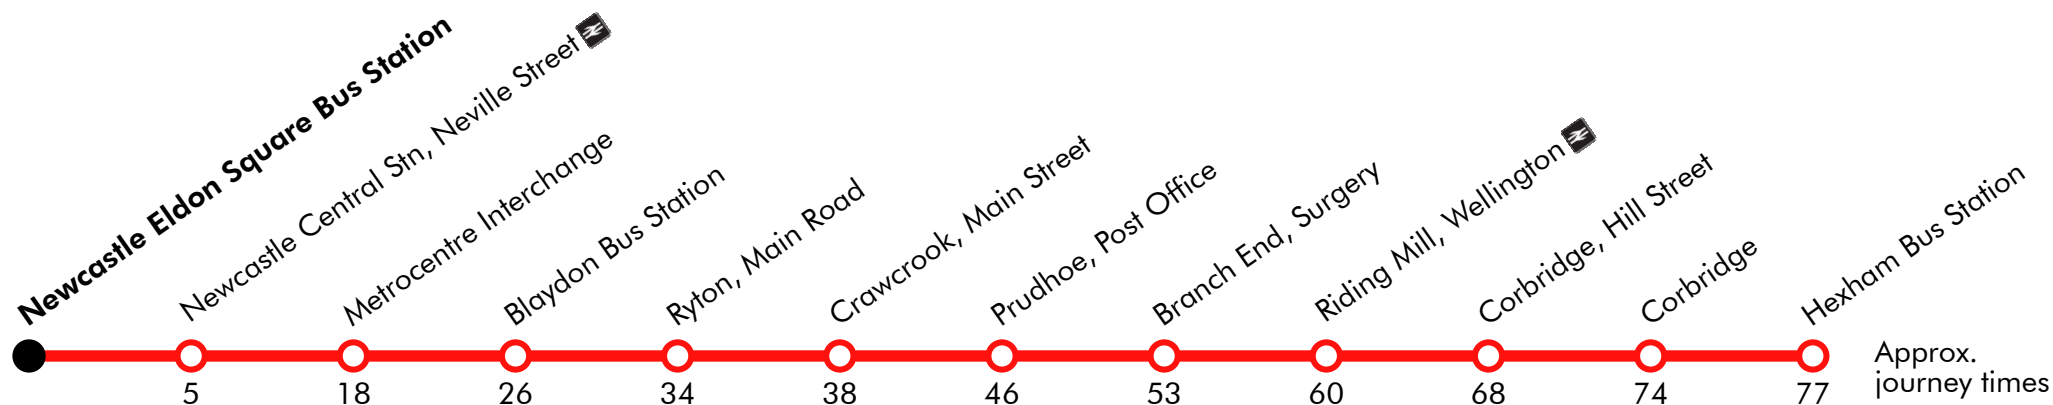 Newcastle Eldon Square Bus Station
Newcastle Central Stn, Neville Street
Metrocentre Interchange
Blaydon Bus Station
Ryton, Main Road
Crawcrook, Main Street
Prudhoe, Post Office
Branch End, Surgery
Riding Mill, Wellington
Corbridge, Hill Street
Corbridge
Hexham Bus Station
5 18 26 34 38 46 53 60 68 74 77
Approx.
journey times